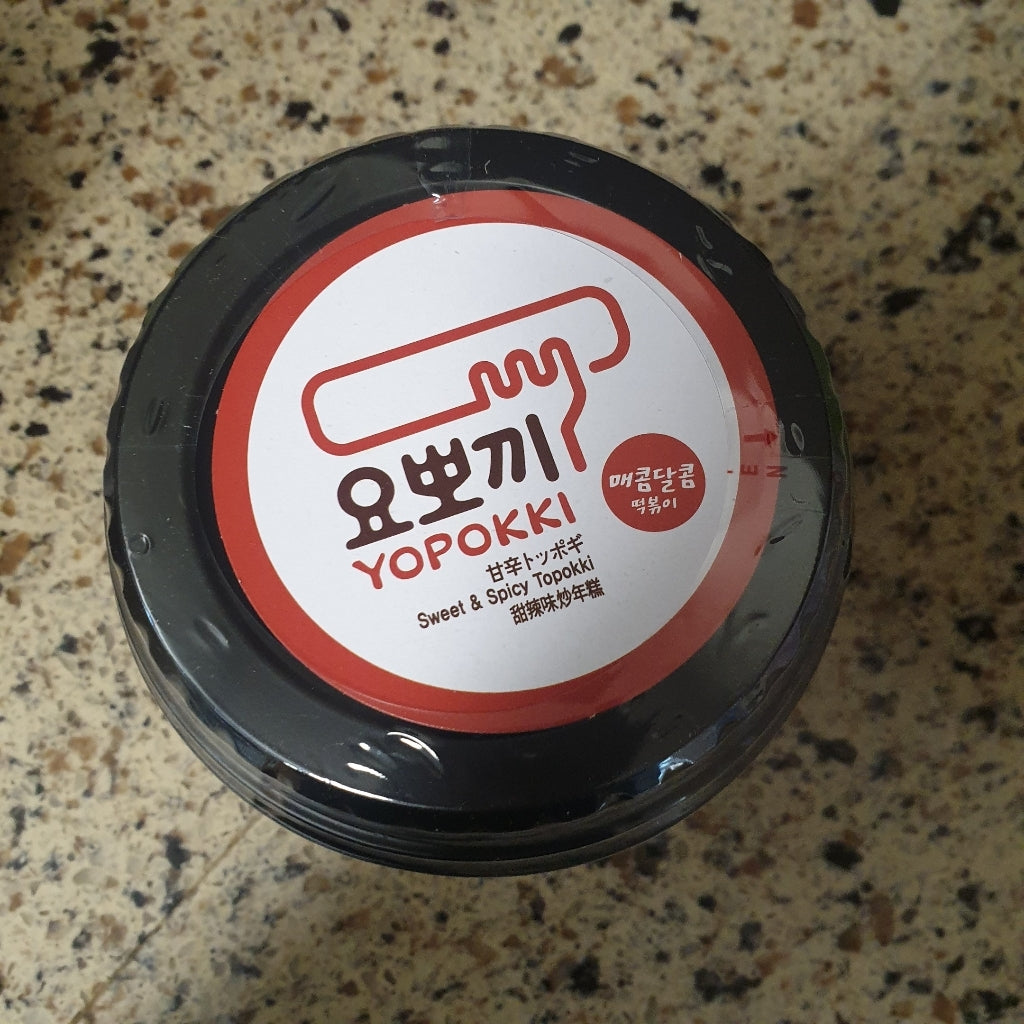 요뽀끼
YOPOKKI
매콤달콤
떡볶이
甘辛トッポギ
Sweet & Spicy Topokki
甜辣味炒年糕